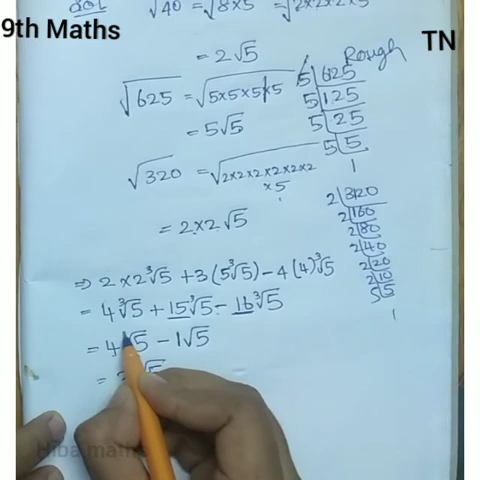 Sol √40 = √8×5 = √2×2×2×5
9th Maths
TN
= 2√5
Rough
√625 = √5×5×5×5
= 5√5
5|625
5|125
5|25
5|5
1
√320 = √2×2×2×2×2×2×5
= 2×2√5
2|320
2|160
2|80
2|40
2|20
2|10
5|5
1
⇒ 2×2∛5 + 3(5∛5) - 4(4)∛5
= 4∛5 + 15∛5 - 16∛5
= 4√5 - 1√5
Hiba maths